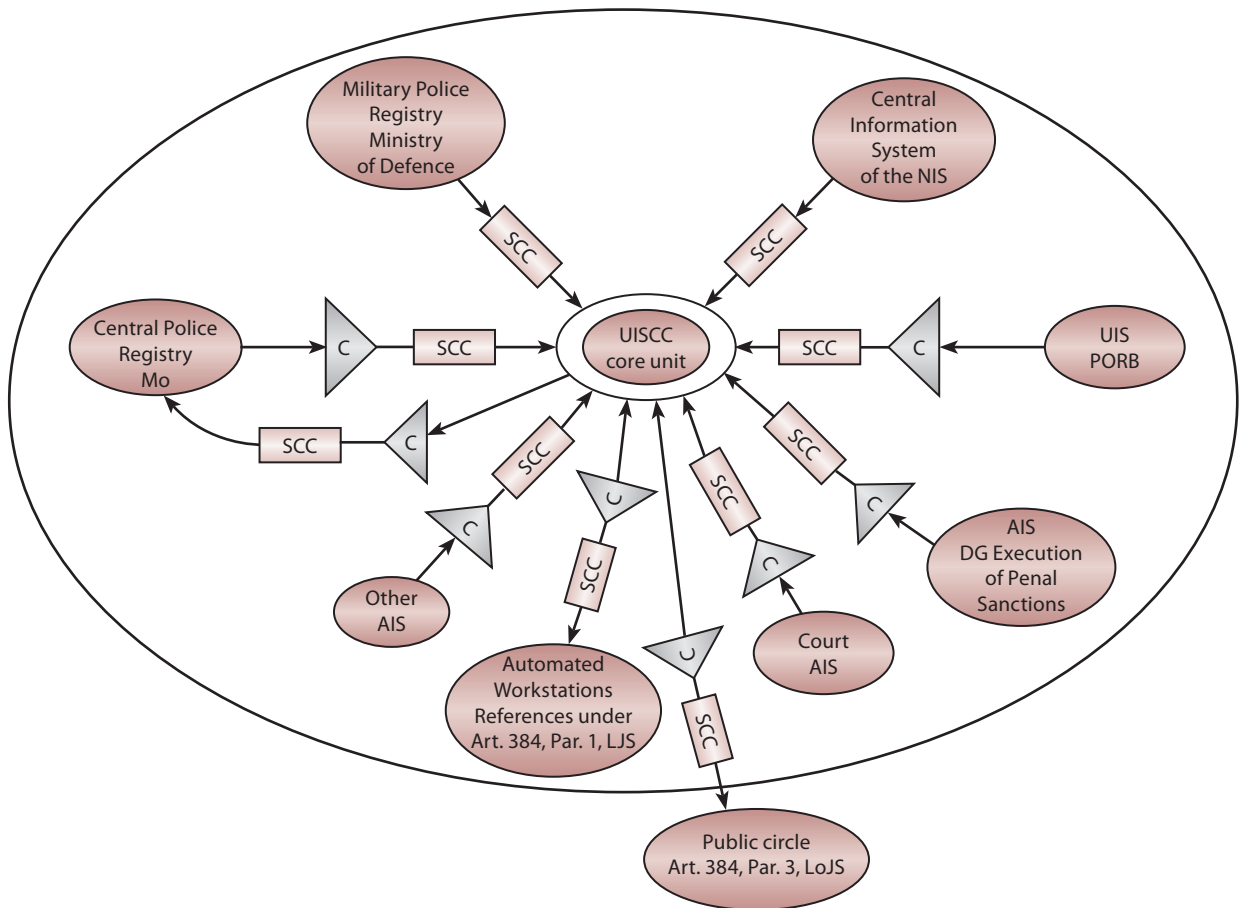 Military Police
Registry
Ministry
of Defence
Central
Information
System
of the NIS
SCC
SCC
Central Police
Registry
Mo
C
SCC
UISCC
core unit
SCC
C
UIS
PORB
SCC
C
SCC
C
SCC
C
SCC
C
SCC
C
AIS
DG Execution
of Penal
Sanctions
Other
AIS
C
SCC
Court
AIS
C
SCC
Automated
Workstations
References under
Art. 384, Par. 1, LJS
Public circle
Art. 384, Par. 3, LoJS